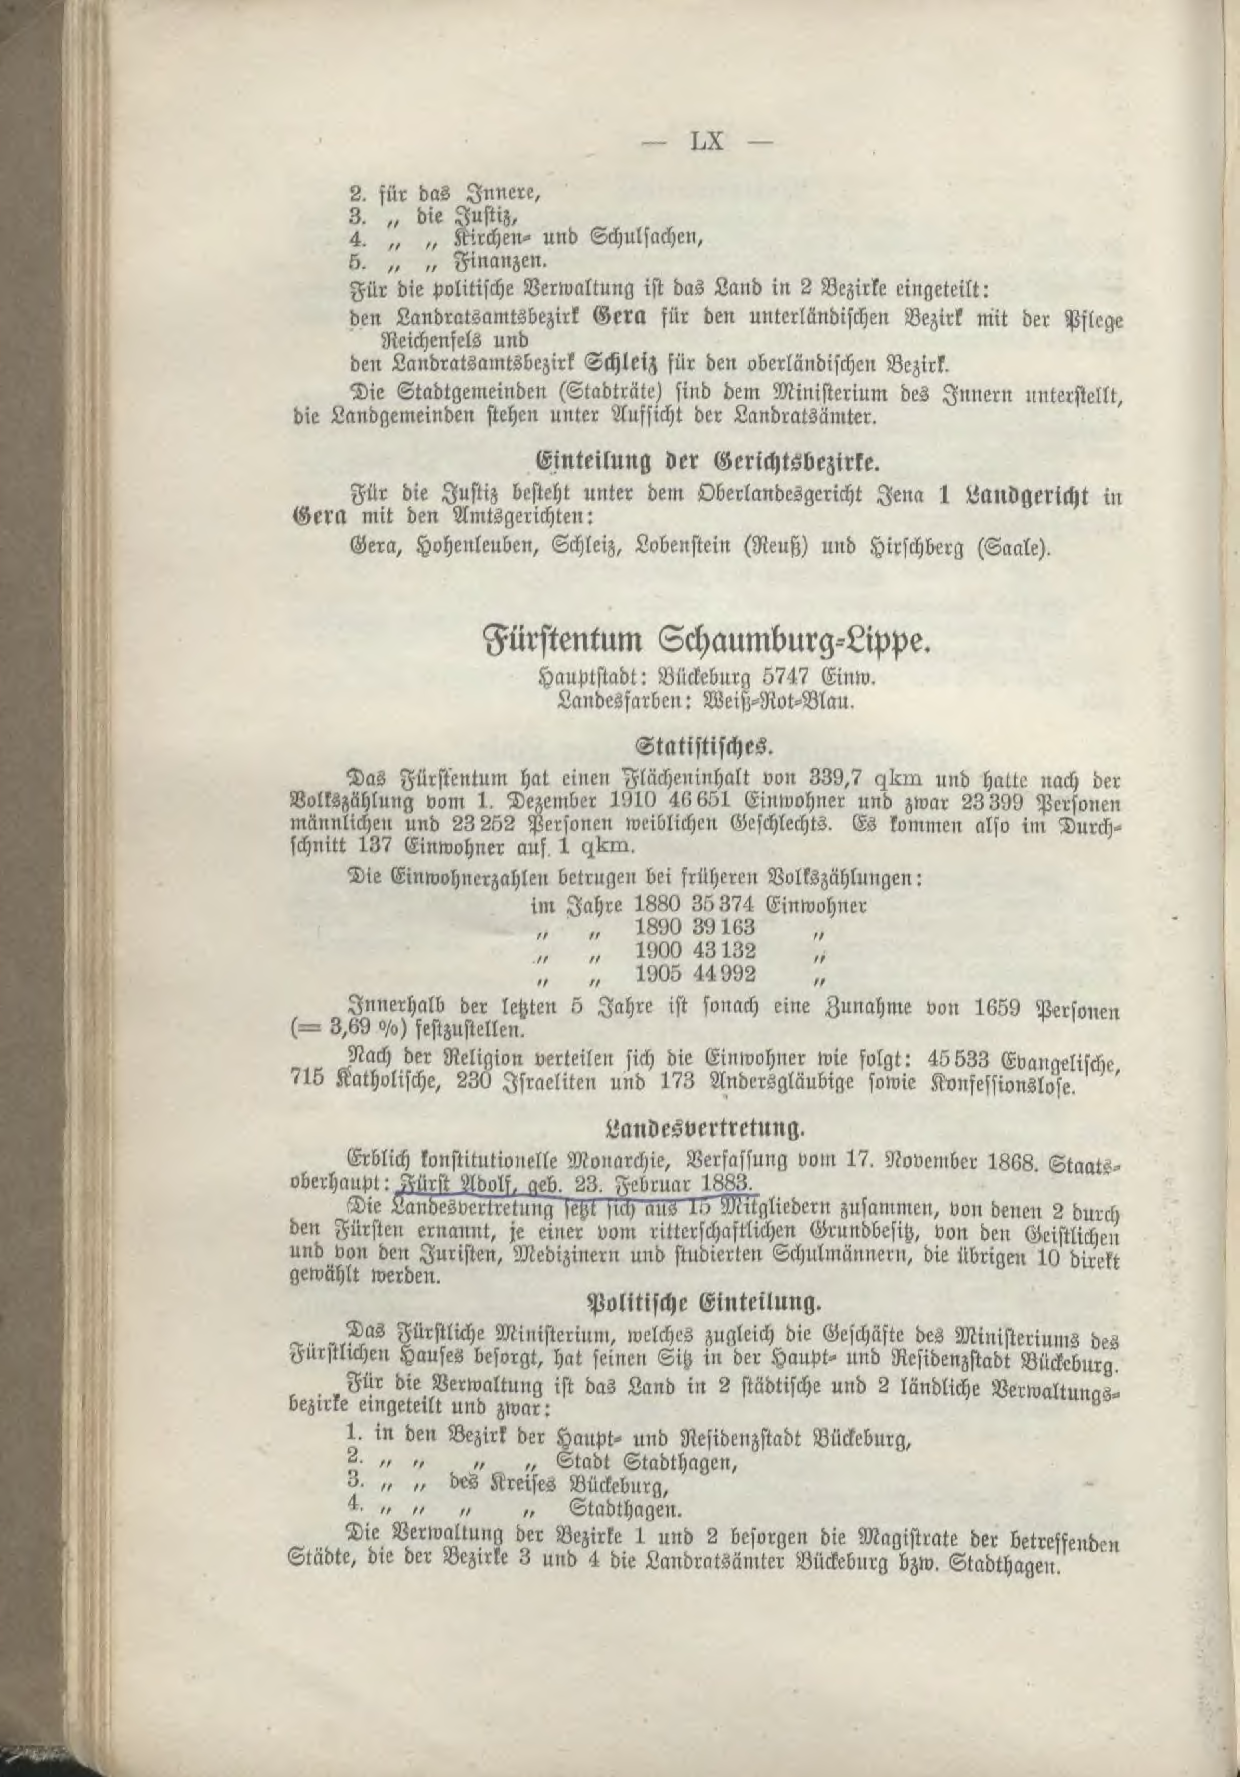 — LX —
2. für das Innere,
3. „ die Justiz,
4. „ „ Kirchen- und Schulsachen,
5. „ „ Finanzen.
Für die politische Verwaltung ist das Land in 2 Bezirke eingeteilt:
den Landratsamtsbezirk Gera für den unterländischen Bezirk mit der Pflege
Reichenfels und
den Landratsamtsbezirk Schleiz für den oberländischen Bezirk.
Die Stadtgemeinden (Stadträte) sind dem Ministerium des Innern unterstellt,
die Landgemeinden stehen unter Aufsicht der Landratsämter.
Einteilung der Gerichtsbezirke.
Für die Justiz besteht unter dem Oberlandesgericht Jena 1 Landgericht in
Gera mit den Amtsgerichten:
Gera, Hohenleuben, Schleiz, Lobenstein (Reuß) und Hirschberg (Saale).
Fürstentum Schaumburg-Lippe.
Hauptstadt: Bückeburg 5747 Einw.
Landesfarben: Weiß-Rot-Blau.
Statistisches.
Das Fürstentum hat einen Flächeninhalt von 339,7 qkm und hatte nach der
Volkszählung vom 1. Dezember 1910 46 651 Einwohner und zwar 23 399 Personen
männlichen und 23 252 Personen weiblichen Geschlechts. Es kommen also im Durch-
schnitt 137 Einwohner auf 1 qkm.
Die Einwohnerzahlen betrugen bei früheren Volkszählungen:
im Jahre 1880 35 374 Einwohner
„ „ 1890 39 163 „
„ „ 1900 43 132 „
„ „ 1905 44 992 „
Innerhalb der letzten 5 Jahre ist sonach eine Zunahme von 1659 Personen
(= 3,69 %) festzustellen.
Nach der Religion verteilen sich die Einwohner wie folgt: 45 533 Evangelische,
715 Katholische, 230 Israeliten und 173 Andersgläubige sowie Konfessionslose.
Landesvertretung.
Erblich konstitutionelle Monarchie, Verfassung vom 17. November 1868. Staats-
oberhaupt: Fürst Adolf, geb. 23. Februar 1883.
Die Landesvertretung setzt sich aus 15 Mitgliedern zusammen, von denen 2 durch
den Fürsten ernannt, je einer vom ritterschaftlichen Grundbesitz, von den Geistlichen
und von den Juristen, Medizinern und studierten Schulmännern, die übrigen 10 direkt
gewählt werden.
Politische Einteilung.
Das Fürstliche Ministerium, welches zugleich die Geschäfte des Ministeriums des
Fürstlichen Hauses besorgt, hat seinen Sitz in der Haupt- und Residenzstadt Bückeburg.
Für die Verwaltung ist das Land in 2 städtische und 2 ländliche Verwaltungs-
bezirke eingeteilt und zwar:
1. in den Bezirk der Haupt- und Residenzstadt Bückeburg,
2. „ „ „ „ Stadt Stadthagen,
3. „ „ des Kreises Bückeburg,
4. „ „ „ „ Stadthagen.
Die Verwaltung der Bezirke 1 und 2 besorgen die Magistrate der betreffenden
Städte, die der Bezirke 3 und 4 die Landratsämter Bückeburg bzw. Stadthagen.